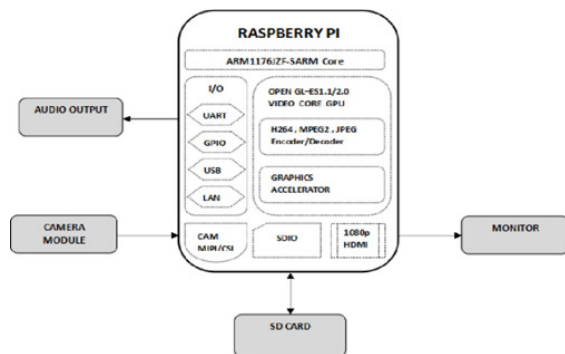 RASPBERRY PI
ARM1176JZF-SARM Core
I/O
UART
GPIO
USB
LAN
OPEN GL-ES1.1/2.0
VIDEO CORE GPU
H264 , MPEG2 , JPEG
Encoder/Decoder
GRAPHICS
ACCELERATOR
CAM
MIPI/CSI
SDIO
1080p
HDMI
AUDIO OUTPUT
CAMERA
MODULE
MONITOR
SD CARD